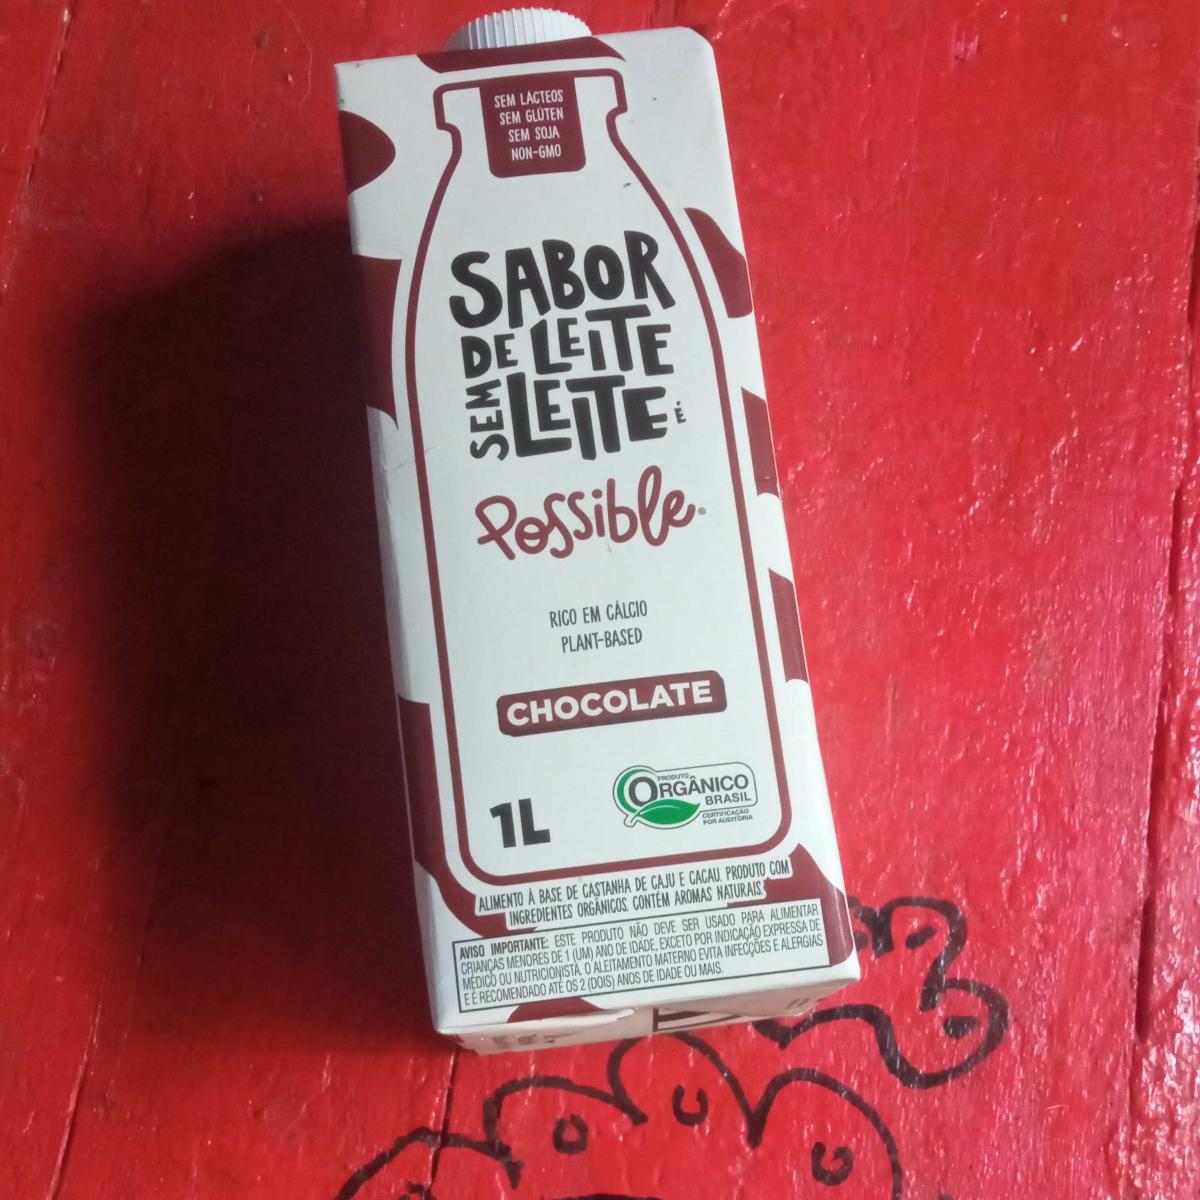 SEM LÁCTEOS
SEM GLÚTEN
SEM SOJA
NON-GMO
SABOR
DE LEITE
SEM LEITE É
Possible®
RICO EM CÁLCIO
PLANT-BASED
CHOCOLATE
1L
PRODUTO
ORGÂNICO
BRASIL
CERTIFICAÇÃO
POR AUDITORIA
ALIMENTO À BASE DE CASTANHA DE CAJU E CACAU. PRODUTO COM
INGREDIENTES ORGÂNICOS. CONTÉM AROMAS NATURAIS.
AVISO IMPORTANTE: ESTE PRODUTO NÃO DEVE SER USADO PARA ALIMENTAR
CRIANÇAS MENORES DE 1 (UM) ANO DE IDADE, EXCETO POR INDICAÇÃO EXPRESSA DE
MÉDICO OU NUTRICIONISTA. O ALEITAMENTO MATERNO EVITA INFECÇÕES E ALERGIAS
E É RECOMENDADO ATÉ OS 2 (DOIS) ANOS DE IDADE OU MAIS.